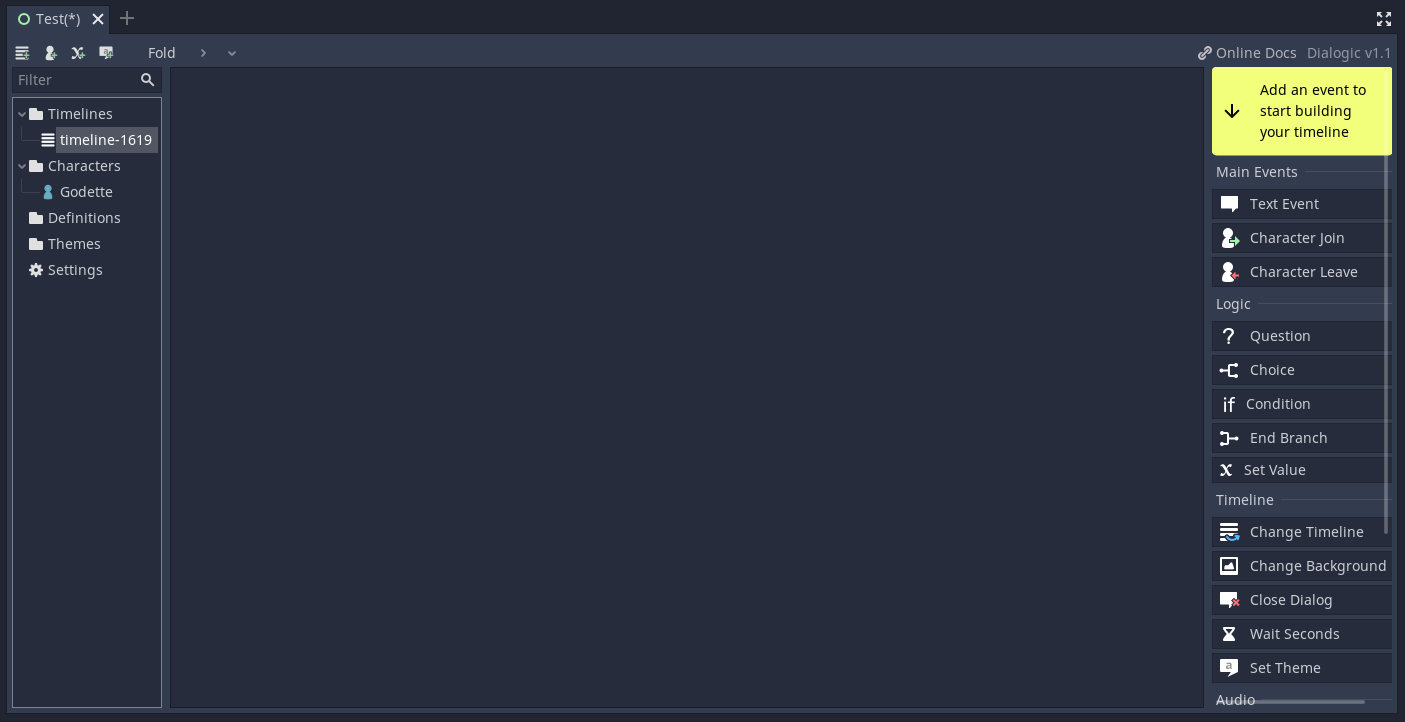 Test(*)
Fold
Online Docs Dialogic v1.1
Filter
Timelines
timeline-1619
Characters
Godette
Definitions
Themes
Settings
Add an event to
start building
your timeline
Main Events
Text Event
Character Join
Character Leave
Logic
Question
Choice
if Condition
End Branch
x Set Value
Timeline
Change Timeline
Change Background
Close Dialog
Wait Seconds
a Set Theme
Audio